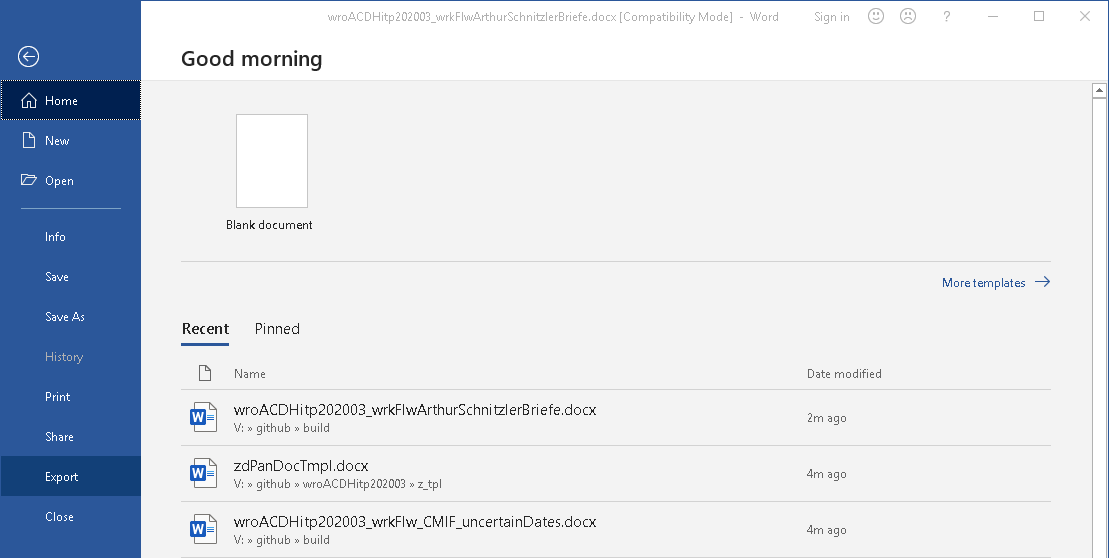 wroACDHitp202003_wrkFlwArthurSchnitzlerBriefe.docx [Compatibility Mode] - Word
Sign in
?
Good morning
Home
New
Open
Info
Save
Save As
History
Print
Share
Export
Close
Blank document
More templates
Recent Pinned
Name Date modified
W wroACDHitp202003_wrkFlwArthurSchnitzlerBriefe.docx 2m ago
V: » github » build
W zdPanDocTmpl.docx 4m ago
V: » github » wroACDHitp202003 » z_tpl
W wroACDHitp202003_wrkFlw_CMIF_uncertainDates.docx 4m ago
V: » github » build